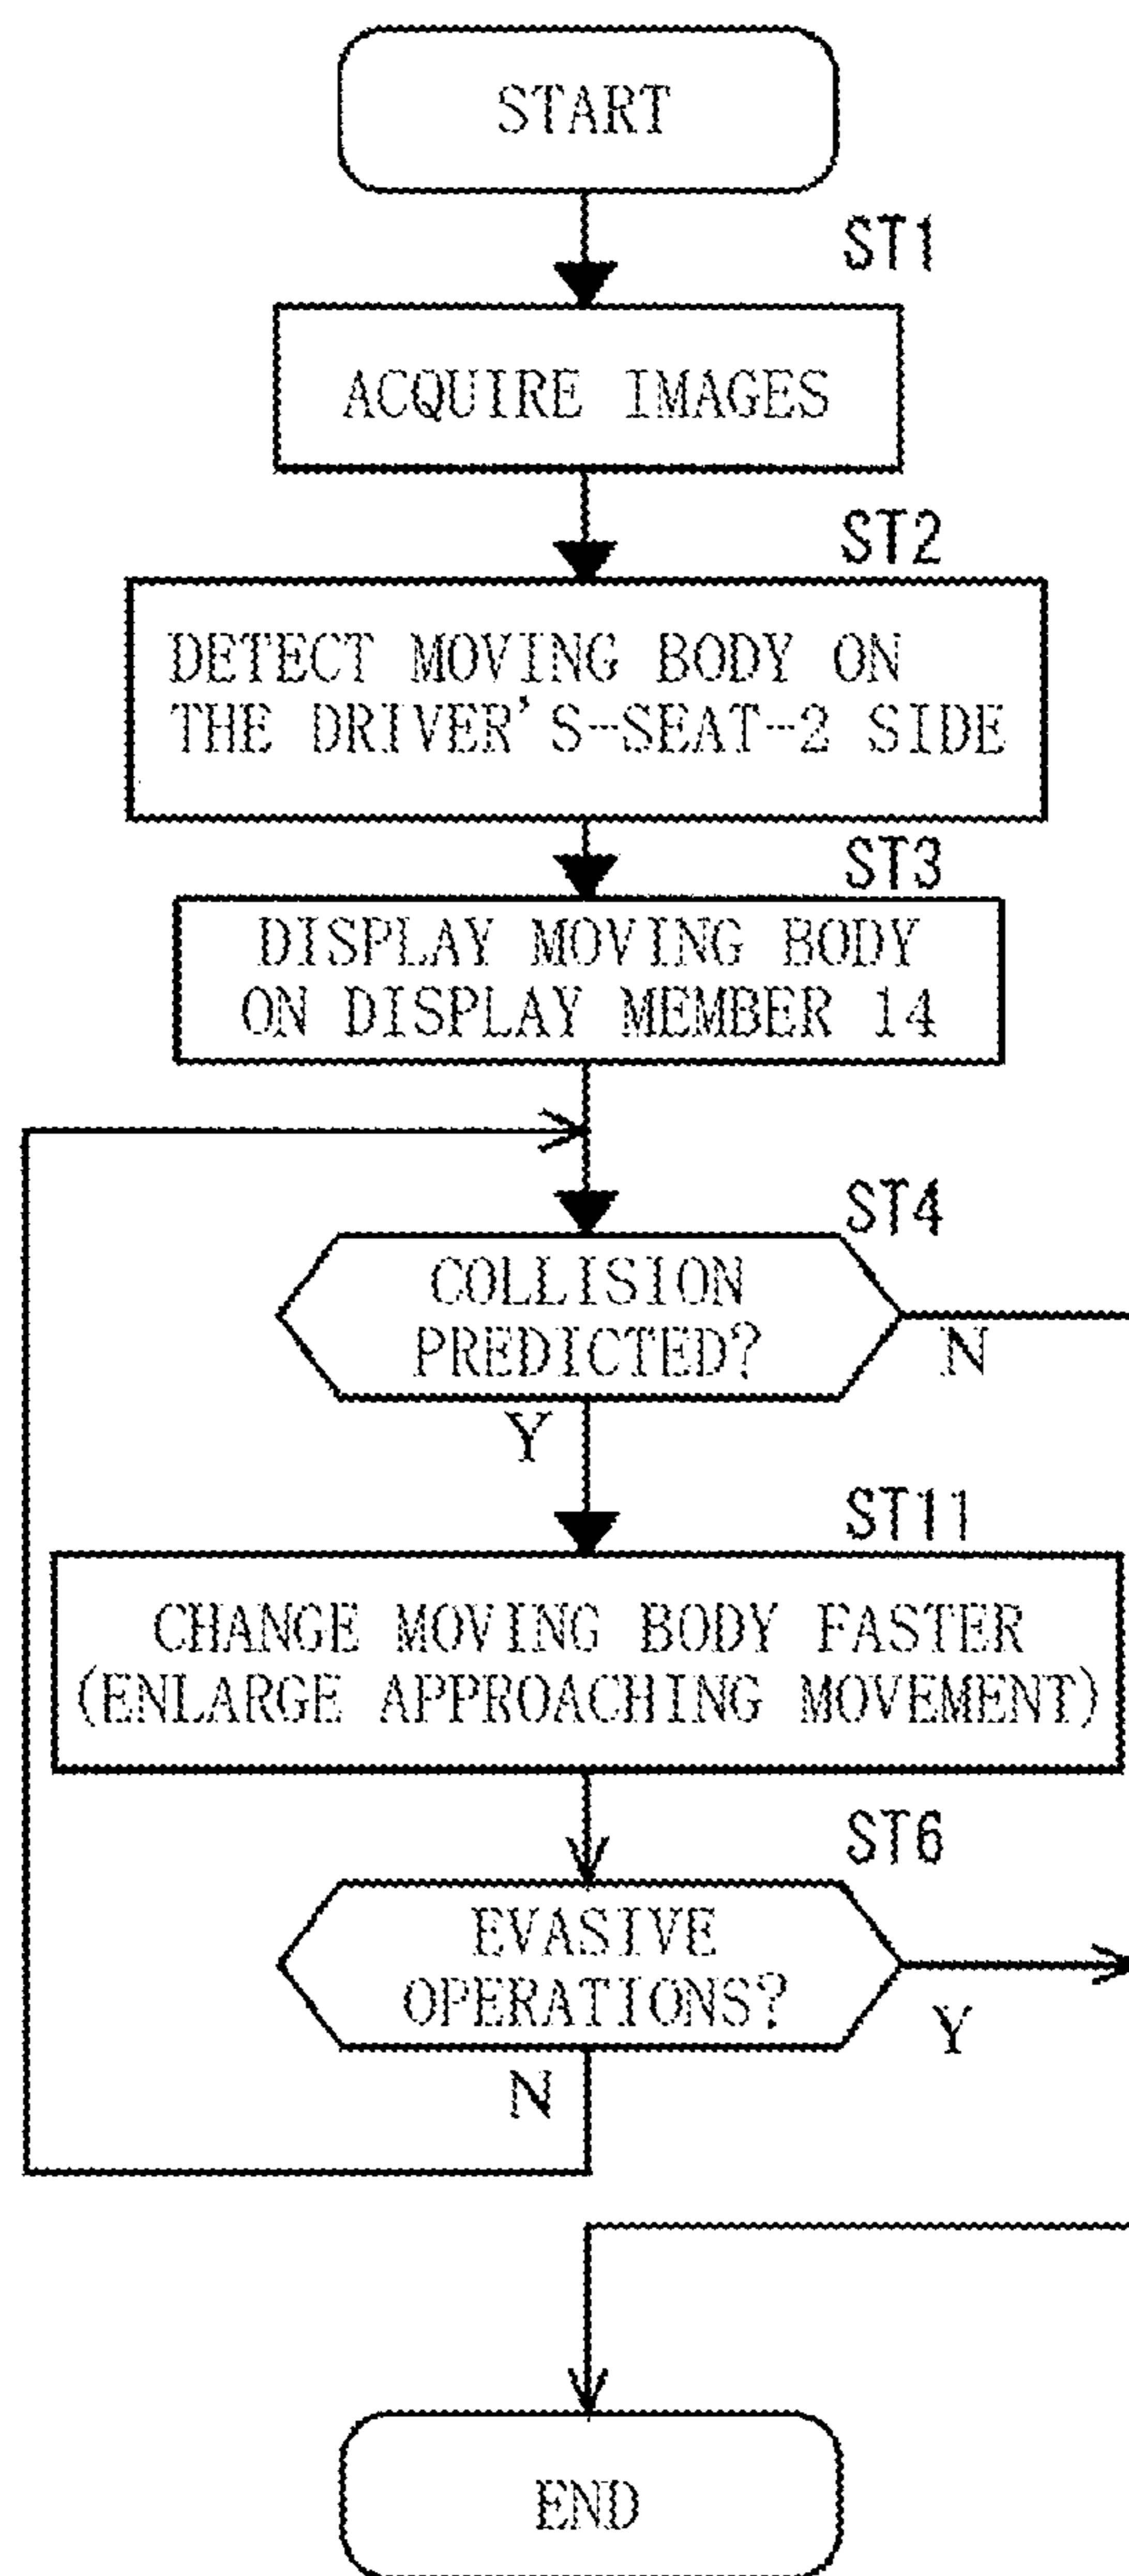 START
ST1
ACQUIRE IMAGES
ST2
DETECT MOVING BODY ON
THE DRIVER'S-SEAT-2 SIDE
ST3
DISPLAY MOVING BODY
ON DISPLAY MEMBER 14
ST4
COLLISION
PREDICTED?
N
Y
ST11
CHANGE MOVING BODY FASTER
(ENLARGE APPROACHING MOVEMENT)
ST6
EVASIVE
OPERATIONS?
Y
N
END